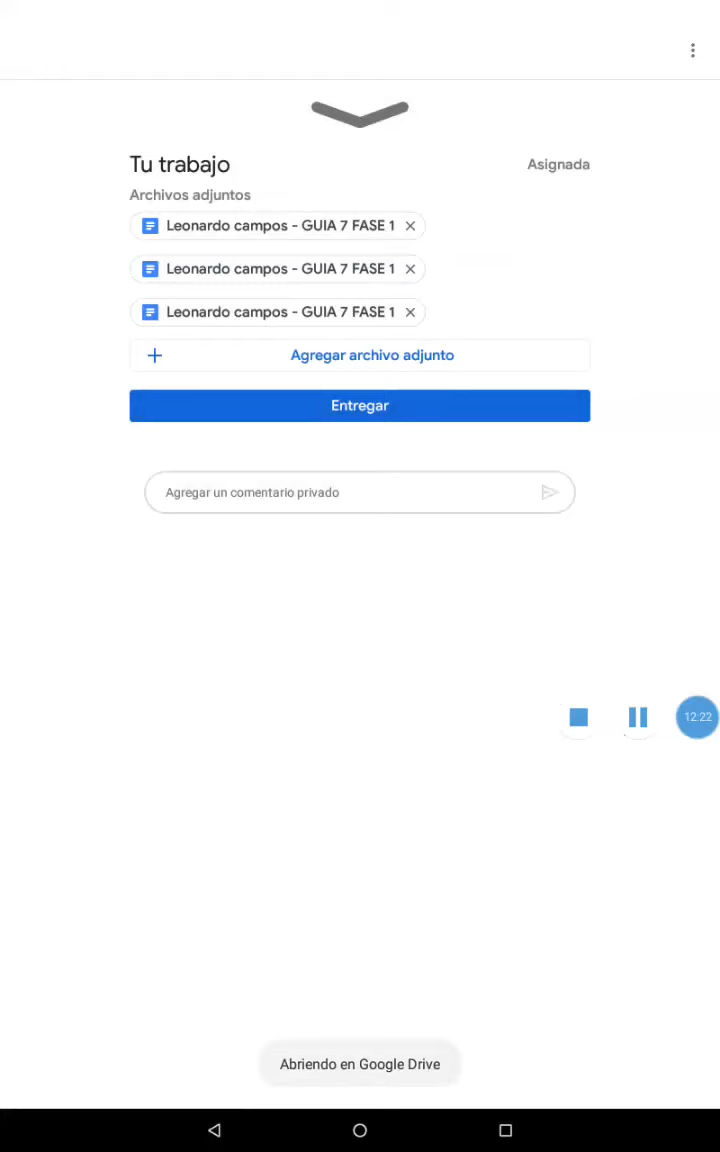 Tu trabajo
Asignada
Archivos adjuntos
Leonardo campos - GUIA 7 FASE 1
Leonardo campos - GUIA 7 FASE 1
Leonardo campos - GUIA 7 FASE 1
Agregar archivo adjunto
Entregar
Agregar un comentario privado
12:22
Abriendo en Google Drive